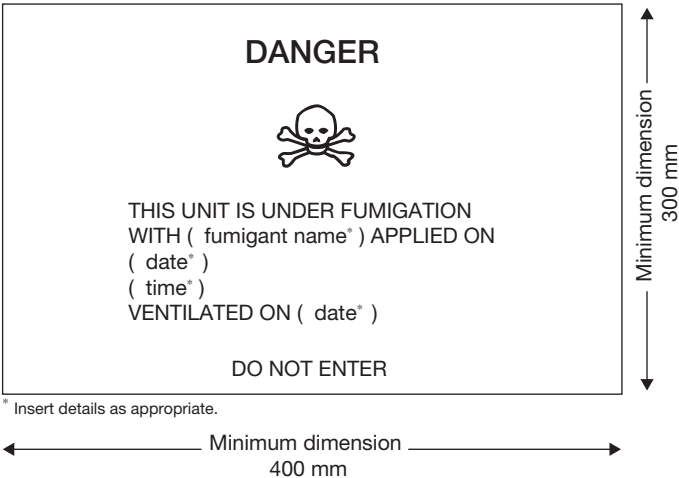 DANGER
THIS UNIT IS UNDER FUMIGATION
WITH ( fumigant name* ) APPLIED ON
( date* )
( time* )
VENTILATED ON ( date* )
DO NOT ENTER
* Insert details as appropriate.
Minimum dimension
400 mm
Minimum dimension
300 mm